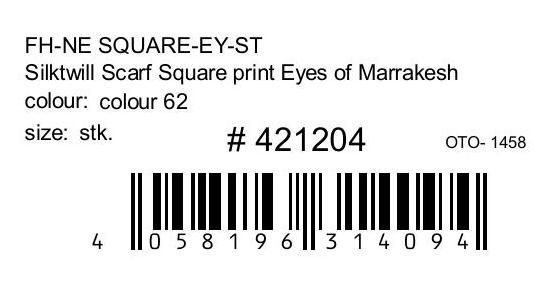 FH-NE SQUARE-EY-ST
Silktwill Scarf Square print Eyes of Marrakesh
colour: colour 62
size: stk.
# 421204
OTO- 1458
4 058196 314094